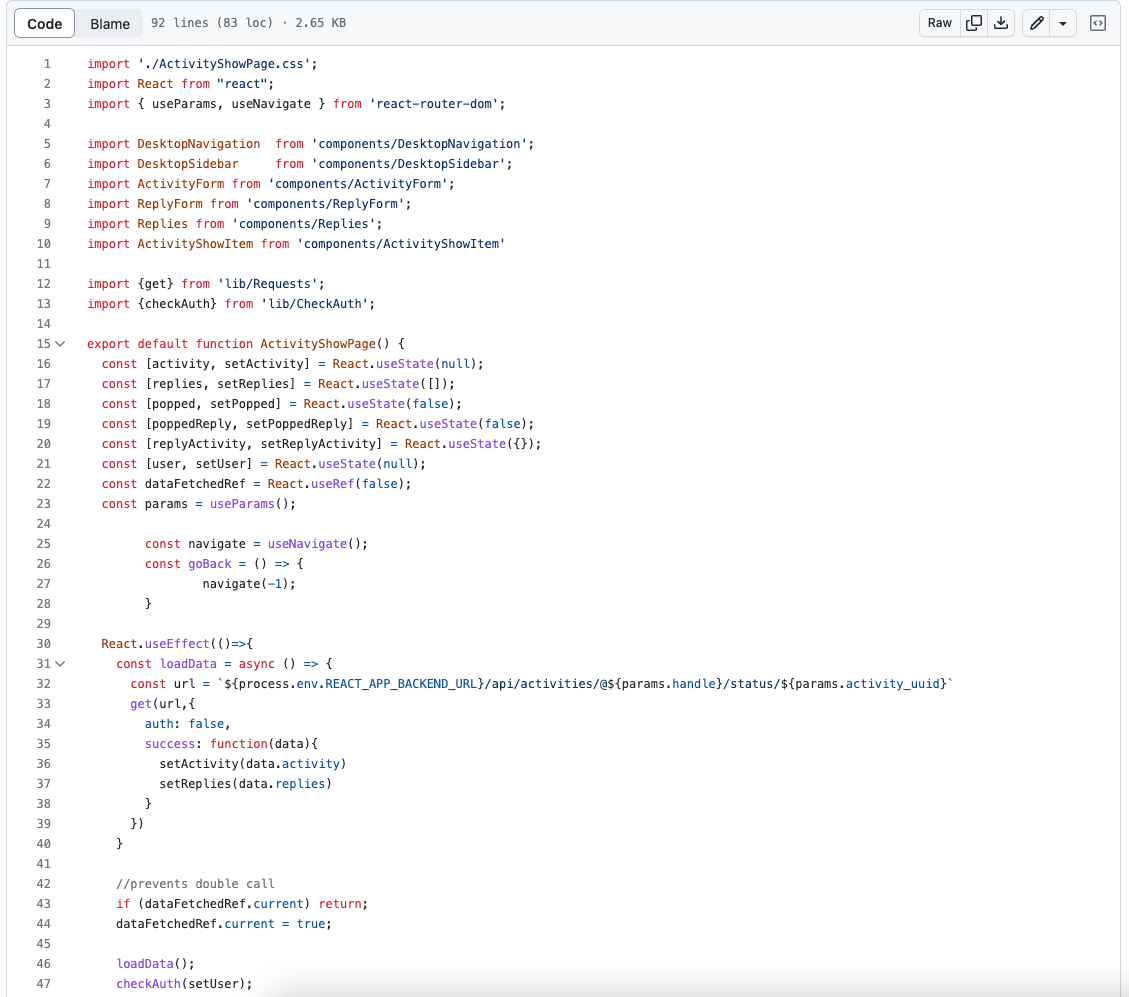 Code Blame 92 lines (83 loc) · 2.65 KB Raw
1 import './ActivityShowPage.css';
2 import React from "react";
3 import { useParams, useNavigate } from 'react-router-dom';
4
5 import DesktopNavigation  from 'components/DesktopNavigation';
6 import DesktopSidebar     from 'components/DesktopSidebar';
7 import ActivityForm from 'components/ActivityForm';
8 import ReplyForm from 'components/ReplyForm';
9 import Replies from 'components/Replies';
10 import ActivityShowItem from 'components/ActivityShowItem'
11
12 import {get} from 'lib/Requests';
13 import {checkAuth} from 'lib/CheckAuth';
14
15 export default function ActivityShowPage() {
16   const [activity, setActivity] = React.useState(null);
17   const [replies, setReplies] = React.useState([]);
18   const [popped, setPopped] = React.useState(false);
19   const [poppedReply, setPoppedReply] = React.useState(false);
20   const [replyActivity, setReplyActivity] = React.useState({});
21   const [user, setUser] = React.useState(null);
22   const dataFetchedRef = React.useRef(false);
23   const params = useParams();
24
25         const navigate = useNavigate();
26         const goBack = () => {
27                 navigate(-1);
28         }
29
30   React.useEffect(()=>{
31     const loadData = async () => {
32       const url = `${process.env.REACT_APP_BACKEND_URL}/api/activities/@${params.handle}/status/${params.activity_uuid}`
33       get(url,{
34         auth: false,
35         success: function(data){
36           setActivity(data.activity)
37           setReplies(data.replies)
38         }
39       })
40     }
41
42     //prevents double call
43     if (dataFetchedRef.current) return;
44     dataFetchedRef.current = true;
45
46     loadData();
47     checkAuth(setUser);